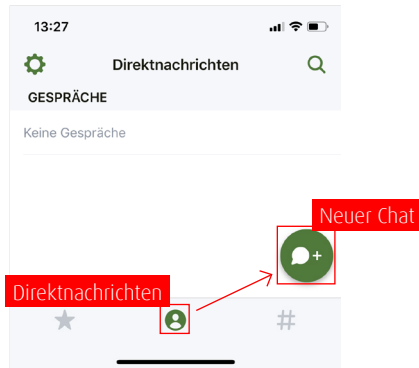 13:27
Direktnachrichten
GESPRÄCHE
Keine Gespräche
Neuer Chat
Direktnachrichten